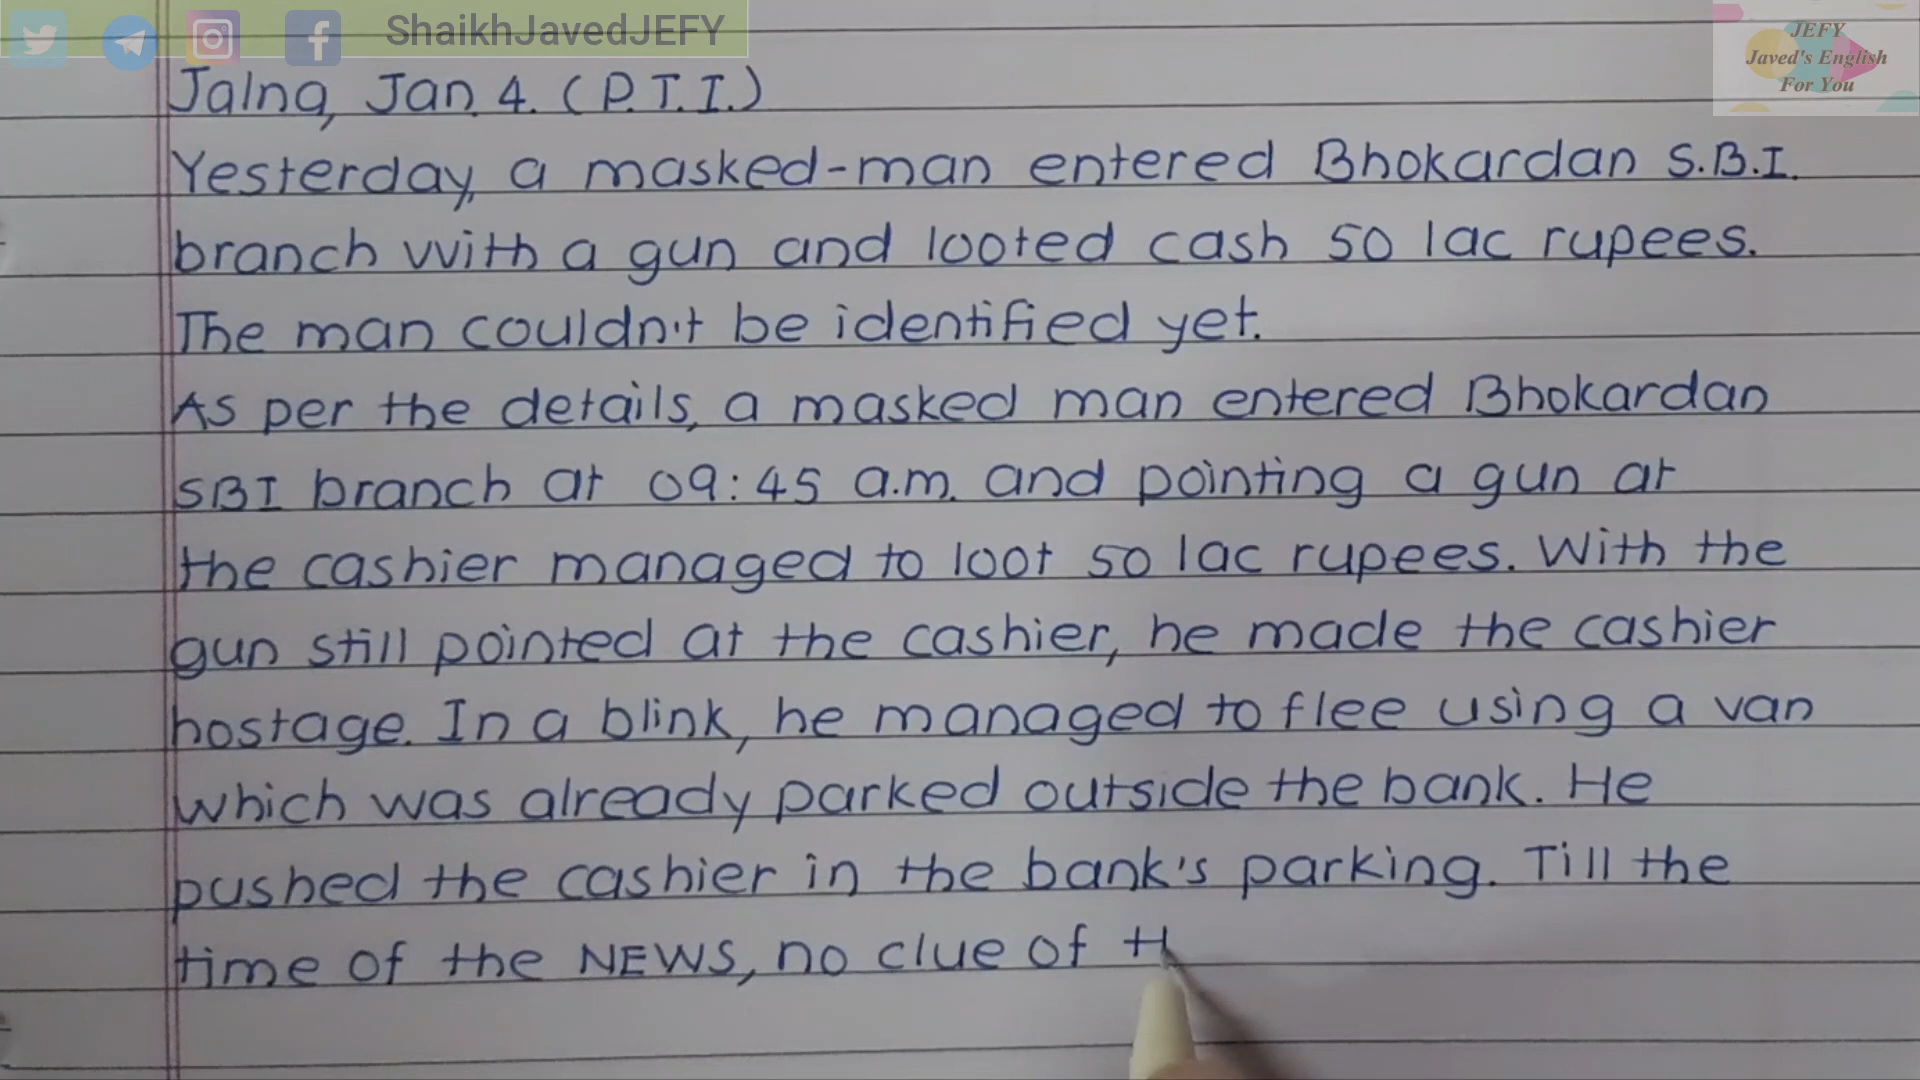 ShaikhJavedJEFY
JEFY
Javed's English
For You
Jalna, Jan. 4. (P.T.I.)
Yesterday, a masked-man entered Bhokardan S.B.I.
branch with a gun and looted cash 50 lac rupees.
The man couldn't be identified yet.
As per the details, a masked man entered Bhokardan
SBI branch at 09:45 a.m. and pointing a gun at
the cashier managed to loot 50 lac rupees. With the
gun still pointed at the cashier, he made the cashier
hostage. In a blink, he managed to flee using a van
which was already parked outside the bank. He
pushed the cashier in the bank's parking. Till the
time of the NEWS, no clue of